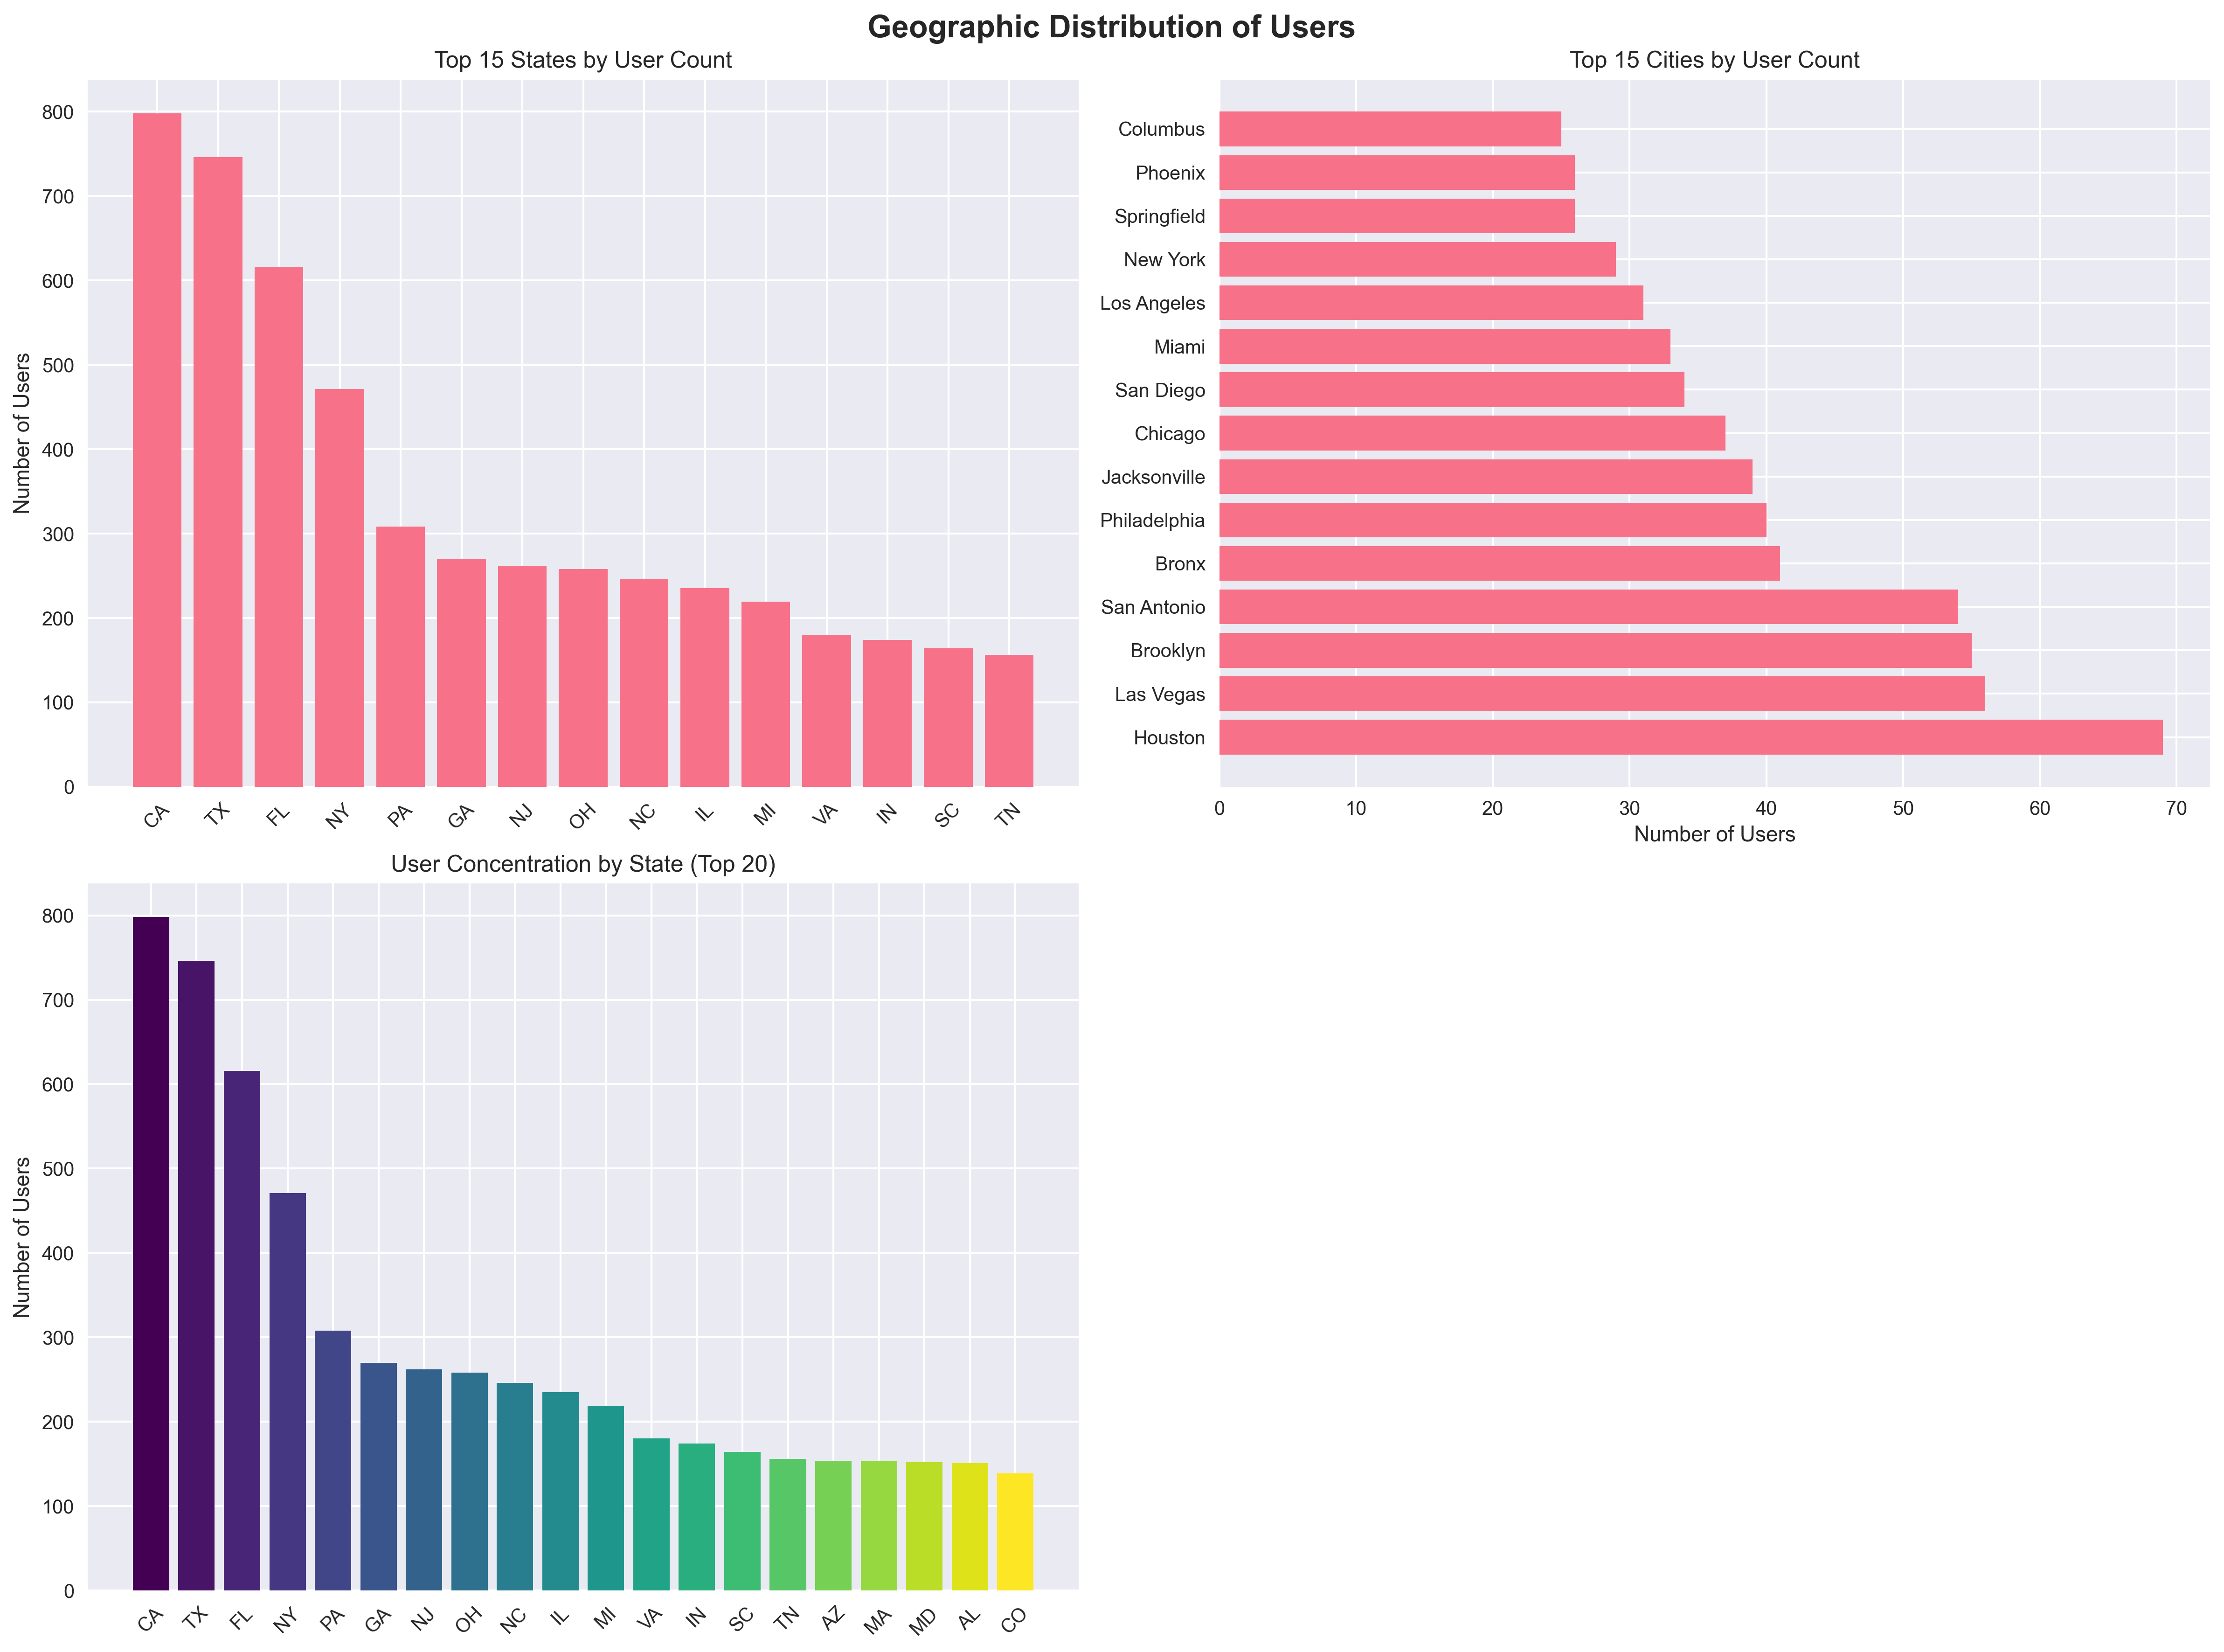 Geographic Distribution of Users
Top 15 States by User Count
Number of Users
800
700
600
500
400
300
200
100
0
CA TX FL NY PA GA NJ OH NC IL MI VA IN SC TN
Top 15 Cities by User Count
Columbus
Phoenix
Springfield
New York
Los Angeles
Miami
San Diego
Chicago
Jacksonville
Philadelphia
Bronx
San Antonio
Brooklyn
Las Vegas
Houston
0 10 20 30 40 50 60 70
Number of Users
User Concentration by State (Top 20)
Number of Users
800
700
600
500
400
300
200
100
0
CA TX FL NY PA GA NJ OH NC IL MI VA IN SC TN AZ MA MD AL CO